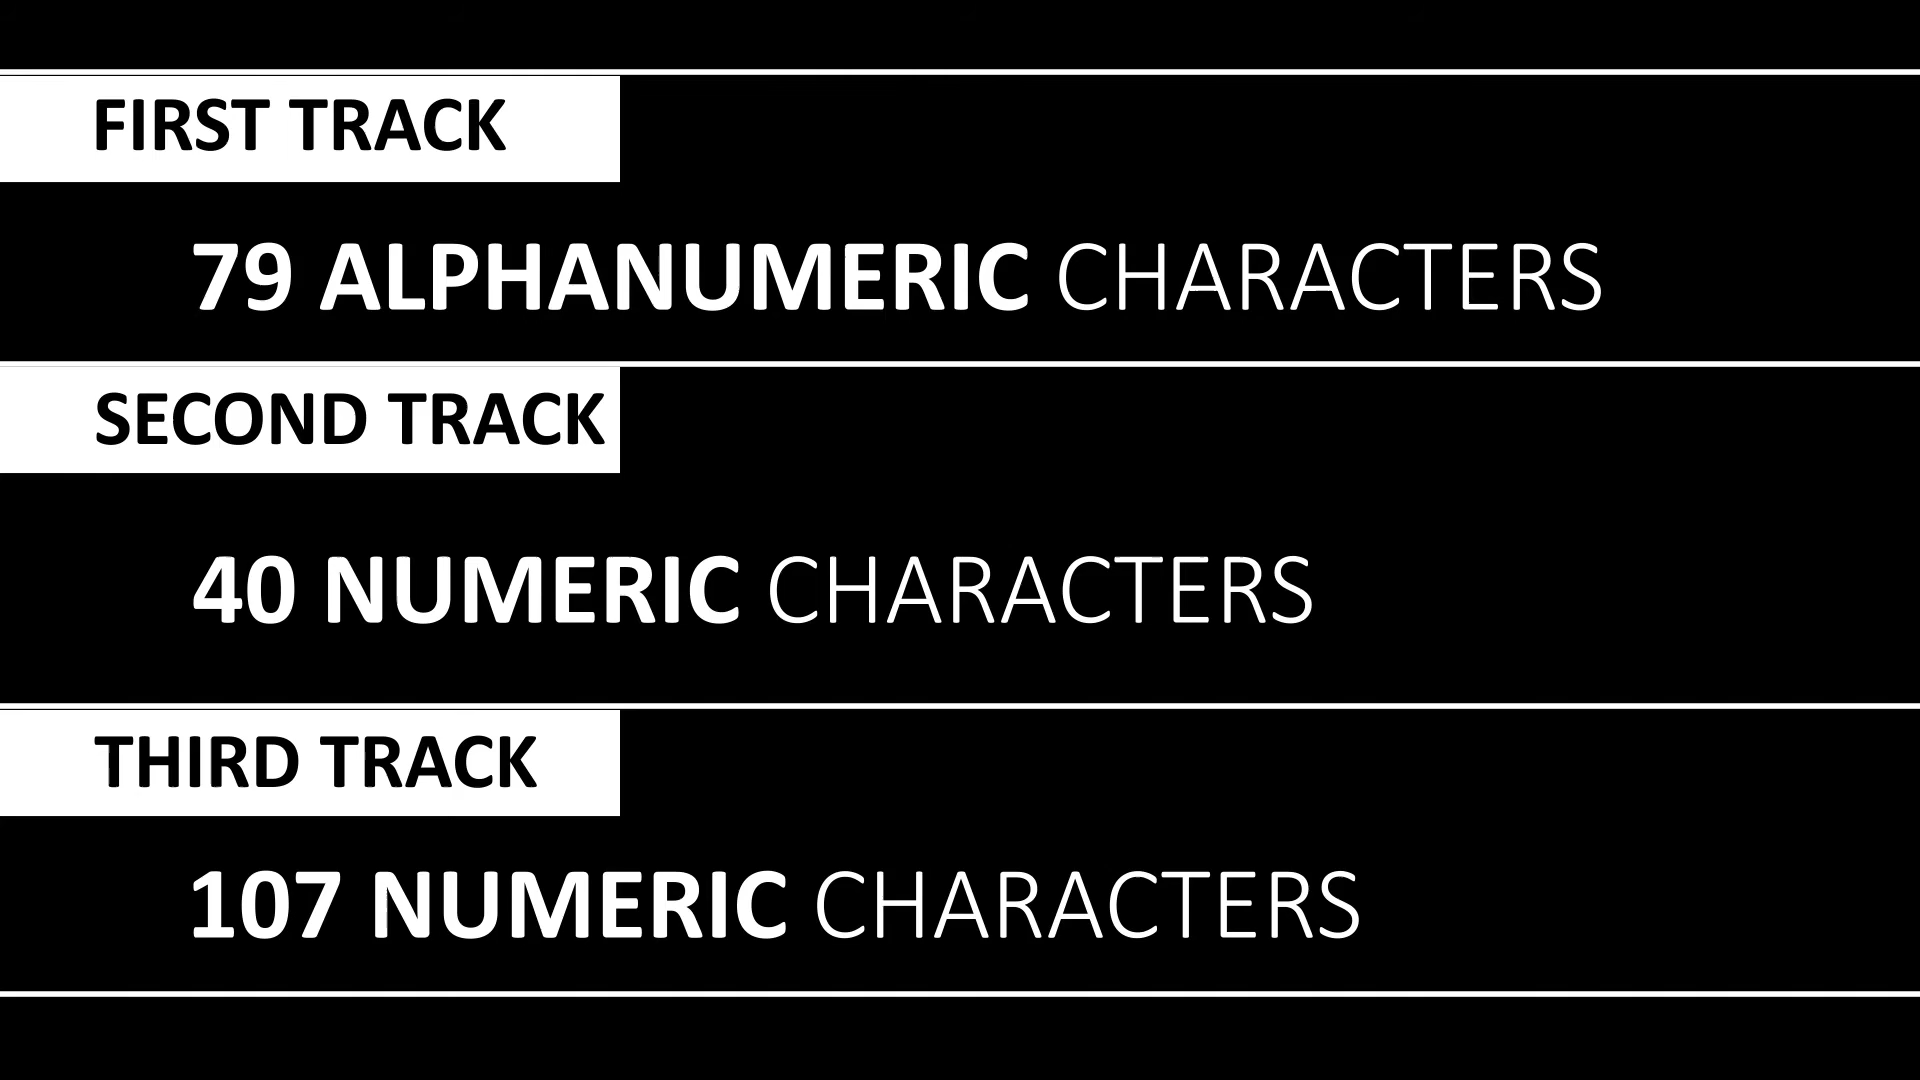 FIRST TRACK
79 ALPHANUMERIC CHARACTERS
SECOND TRACK
40 NUMERIC CHARACTERS
THIRD TRACK
107 NUMERIC CHARACTERS